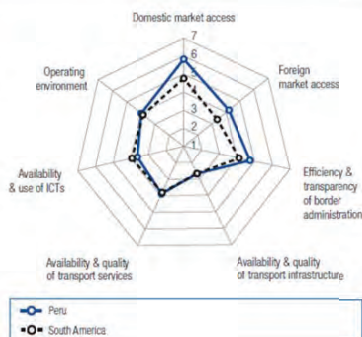 Domestic market access
7
6
5
4
3
2
1
Operating
environment
Foreign
market access
Availability
& use of ICTs
Efficiency &
transparency
of border
administration
Availability & quality
of transport services
Availability & quality
of transport infrastructure
Peru
South America